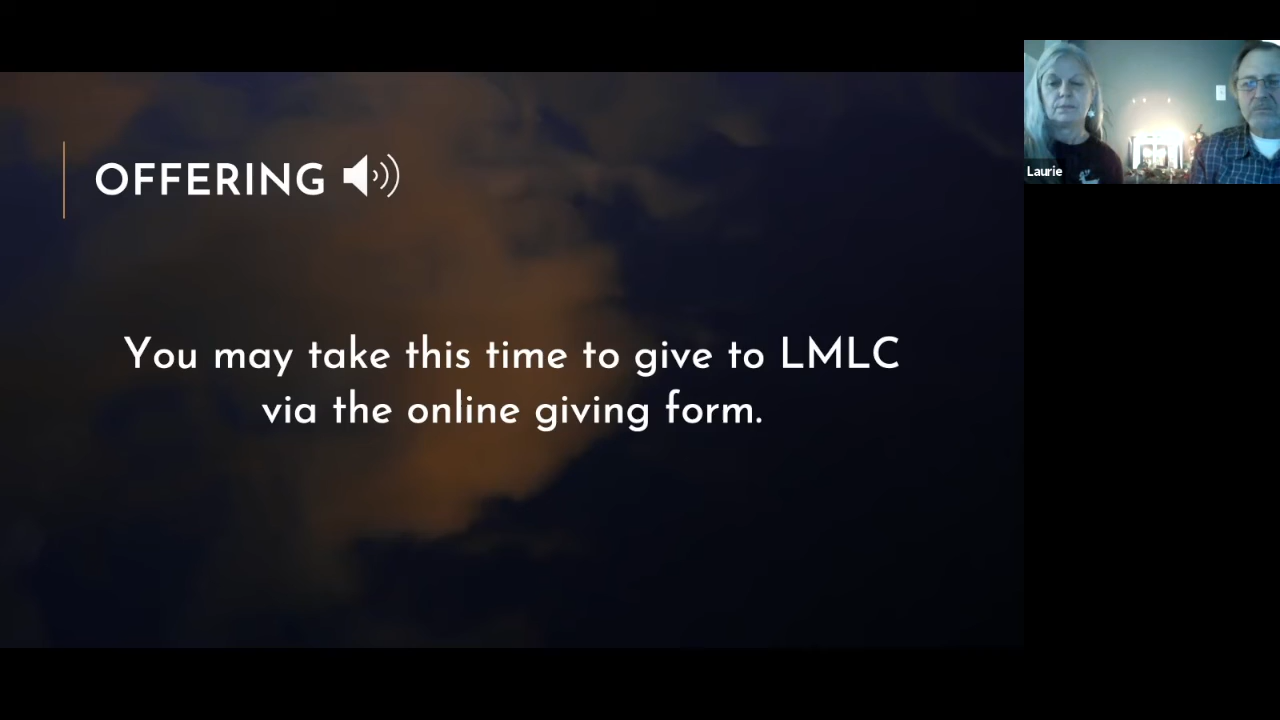 OFFERING
You may take this time to give to LMLC
via the online giving form.
Laurie